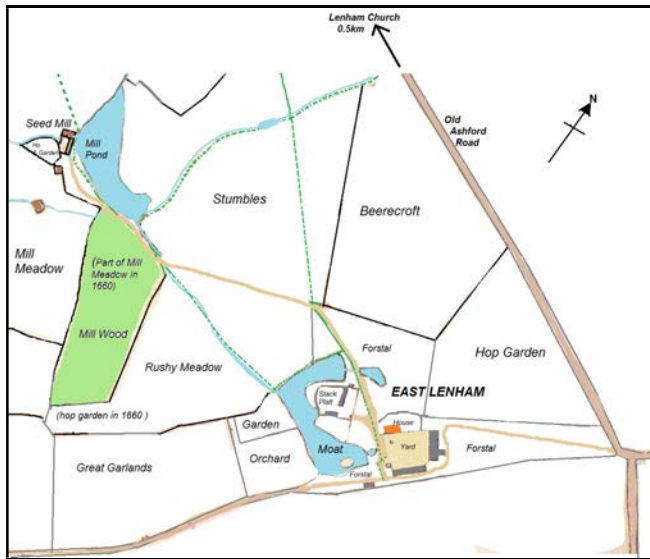 Lenham Church
0.5km
N
Old
Ashford
Road
Seed Mill
Mill
Pond
Ho
& Garden
Stumbles
Beerecroft
Mill
Meadow
(Part of Mill
Meadow in
1660)
Mill Wood
Rushy Meadow
Forstal
Hop Garden
EAST LENHAM
Stack
Platt
(hop garden in 1660 )
Garden
House
Moat
Yard
Forstal
Great Garlands
Orchard
Forstal